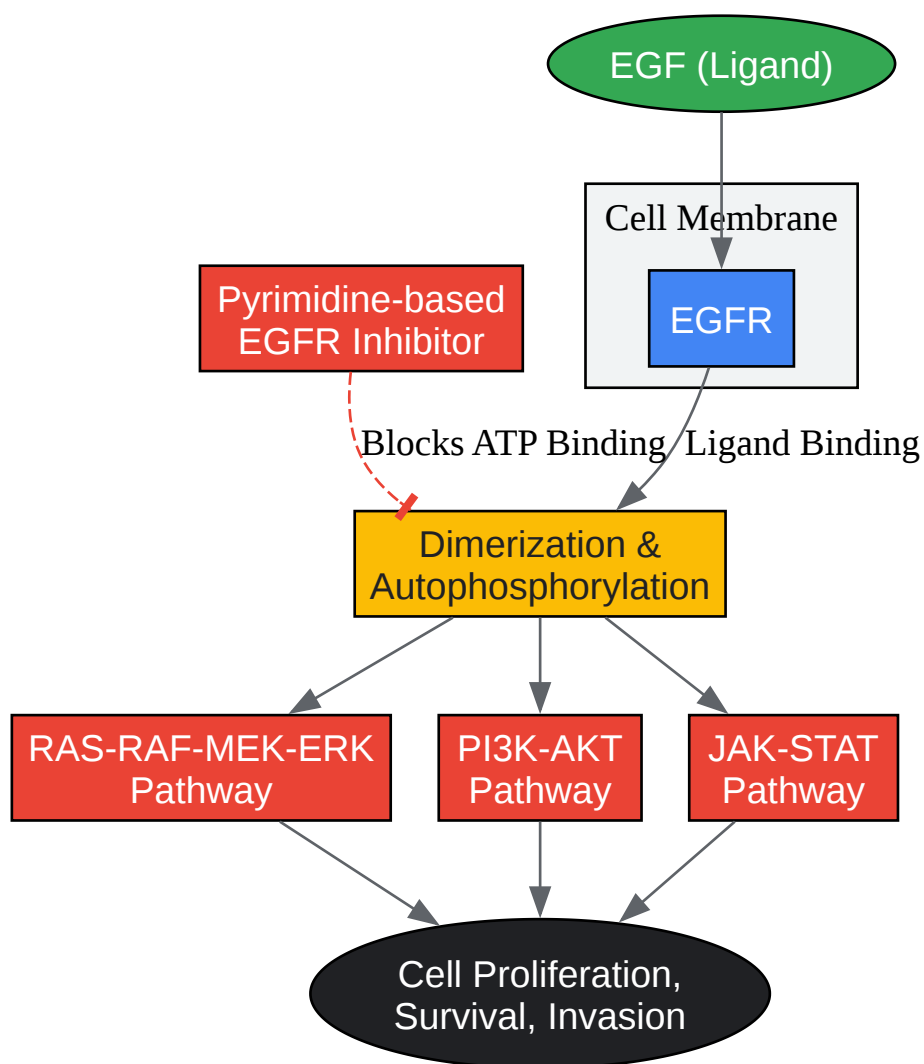 EGF (Ligand)
Cell Membrane
Pyrimidine-based
EGFR Inhibitor
EGFR
Blocks ATP Binding
Ligand Binding
Dimerization &
Autophosphorylation
RAS-RAF-MEK-ERK
Pathway
PI3K-AKT
Pathway
JAK-STAT
Pathway
Cell Proliferation,
Survival, Invasion